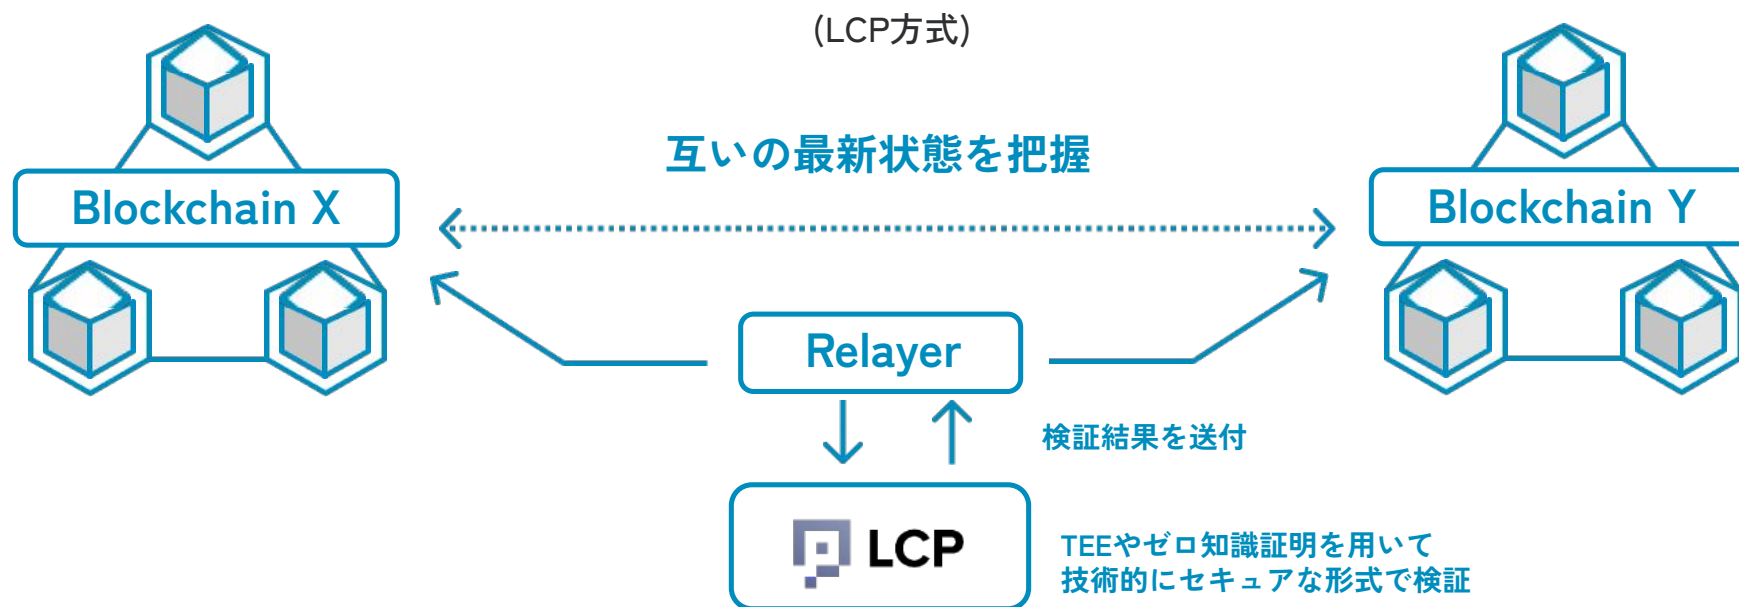 (LCP方式)
互いの最新状態を把握
Blockchain X
Blockchain Y
Relayer
検証結果を送付
LCP
TEEやゼロ知識証明を用いて
技術的にセキュアな形式で検証